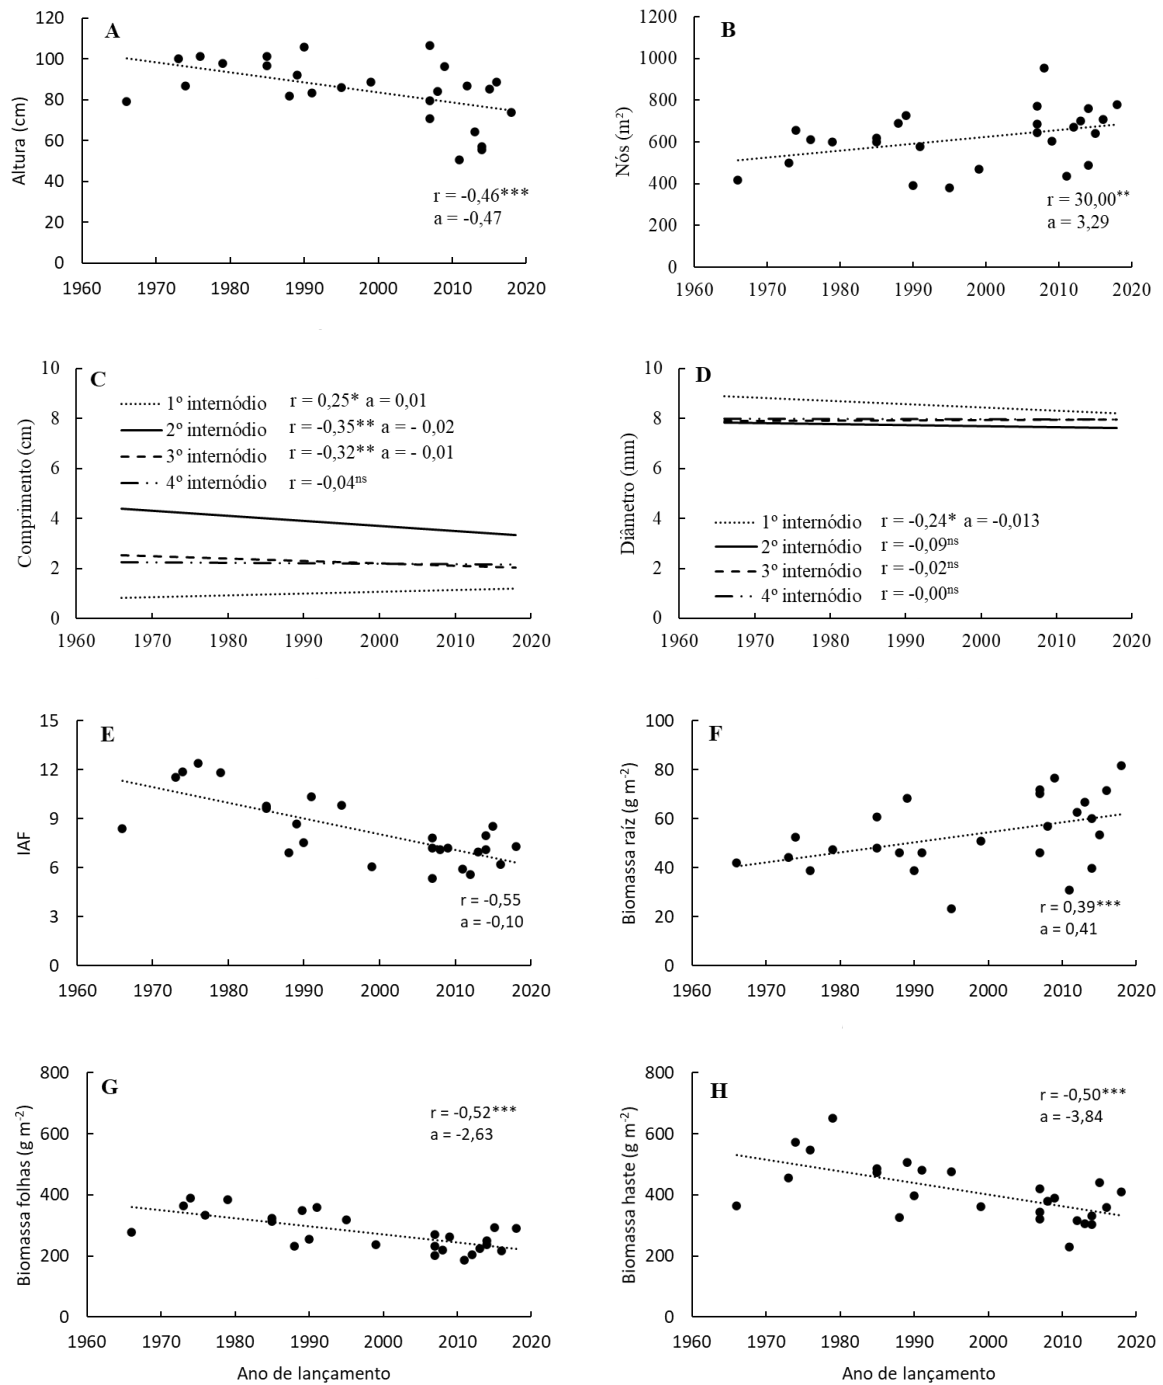 A
Altura (cm)
120
100
80
60
40
20
0
r = -0,46***
a = -0,47
1960 1970 1980 1990 2000 2010 2020
B
Nós (m²)
1200
1000
800
600
400
200
0
r = 30,00**
a = 3,29
1960 1970 1980 1990 2000 2010 2020
C
Comprimento (cm)
10
8
6
4
2
0
1º internódio r = 0,25* a = 0,01
2º internódio r = -0,35** a = - 0,02
3º internódio r = -0,32** a = - 0,01
4º internódio r = -0,04ns
1960 1970 1980 1990 2000 2010 2020
D
Diâmetro (mm)
10
8
6
4
2
0
1º internódio r = -0,24* a = -0,013
2º internódio r = -0,09ns
3º internódio r = -0,02ns
4º internódio r = -0,00ns
1960 1970 1980 1990 2000 2010 2020
E
IAF
15
12
9
6
3
0
r = -0,55
a = -0,10
1960 1970 1980 1990 2000 2010 2020
F
Biomassa raíz (g m-2)
100
80
60
40
20
0
r = 0,39***
a = 0,41
1960 1970 1980 1990 2000 2010 2020
G
Biomassa folhas (g m-2)
800
600
400
200
0
r = -0,52***
a = -2,63
1960 1970 1980 1990 2000 2010 2020
Ano de lançamento
H
Biomassa haste (g m-2)
800
600
400
200
0
r = -0,50***
a = -3,84
1960 1970 1980 1990 2000 2010 2020
Ano de lançamento